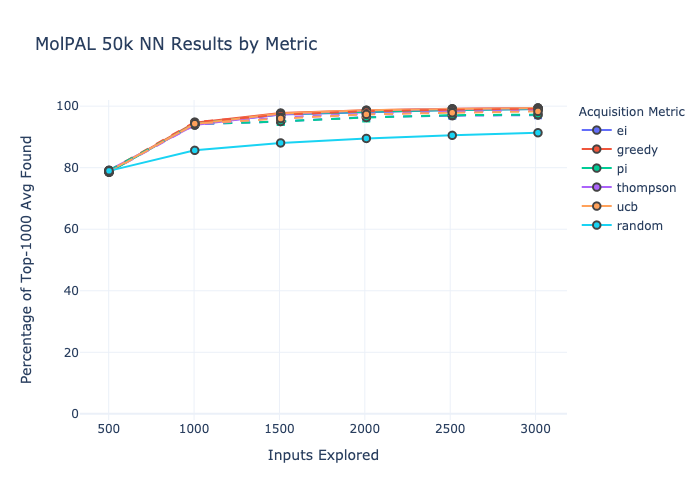 MolPAL 50k NN Results by Metric
Percentage of Top-1000 Avg Found
100
80
60
40
20
0
500
1000
1500
2000
2500
3000
Inputs Explored
Acquisition Metric
ei
greedy
pi
thompson
ucb
random